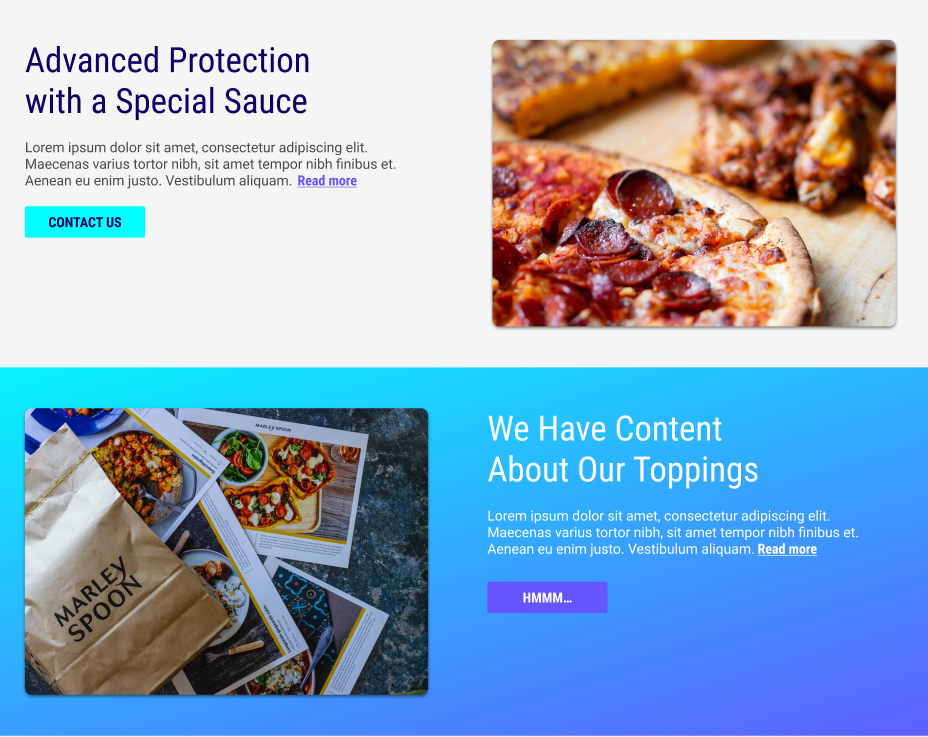 Advanced Protection
with a Special Sauce
Lorem ipsum dolor sit amet, consectetur adipiscing elit.
Maecenas varius tortor nibh, sit amet tempor nibh finibus et.
Aenean eu enim justo. Vestibulum aliquam. Read more
CONTACT US
MARLEY SPOON
MARLEY
SPOON
We Have Content
About Our Toppings
Lorem ipsum dolor sit amet, consectetur adipiscing elit.
Maecenas varius tortor nibh, sit amet tempor nibh finibus et.
Aenean eu enim justo. Vestibulum aliquam. Read more
HMMM…